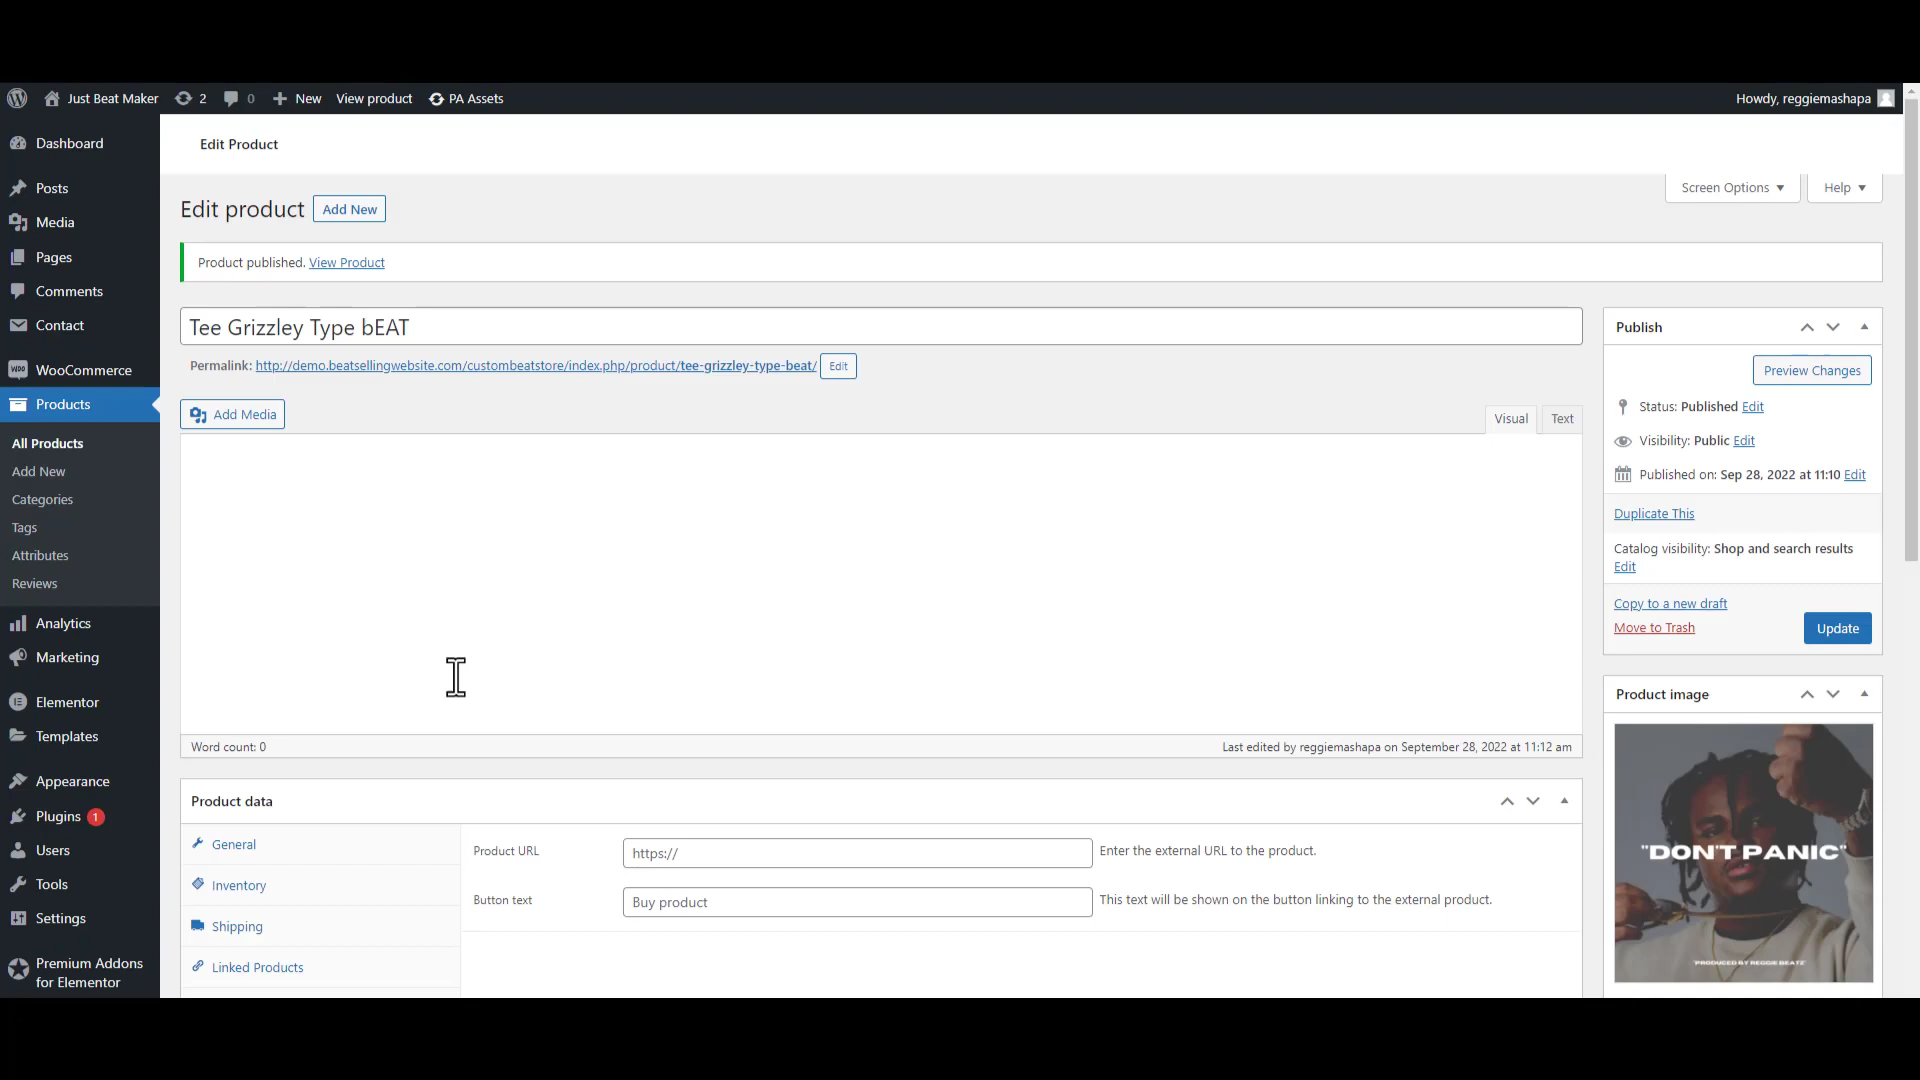 Just Beat Maker 2 0 New View product PA Assets Howdy, reggiemashapa
Dashboard
Posts
Media
Pages
Comments
Contact
WooCommerce
Products
All Products
Add New
Categories
Tags
Attributes
Reviews
Analytics
Marketing
Elementor
Templates
Appearance
Plugins 1
Users
Tools
Settings
Premium Addons
for Elementor
Edit Product
Screen Options Help
Edit product Add New
Product published. View Product
Tee Grizzley Type bEAT
Permalink: http://demo.beatsellingwebsite.com/custombeatstore/index.php/product/tee-grizzley-type-beat/ Edit
Add Media
Visual Text
Word count: 0 Last edited by reggiemashapa on September 28, 2022 at 11:12 am
Product data
General
Inventory
Shipping
Linked Products
Product URL https:// Enter the external URL to the product.
Button text Buy product This text will be shown on the button linking to the external product.
Publish
Preview Changes
Status: Published Edit
Visibility: Public Edit
Published on: Sep 28, 2022 at 11:10 Edit
Duplicate This
Catalog visibility: Shop and search results
Edit
Copy to a new draft
Move to Trash Update
Product image
"DON'T PANIC"
"PRODUCED BY REGGIE BEATZ"